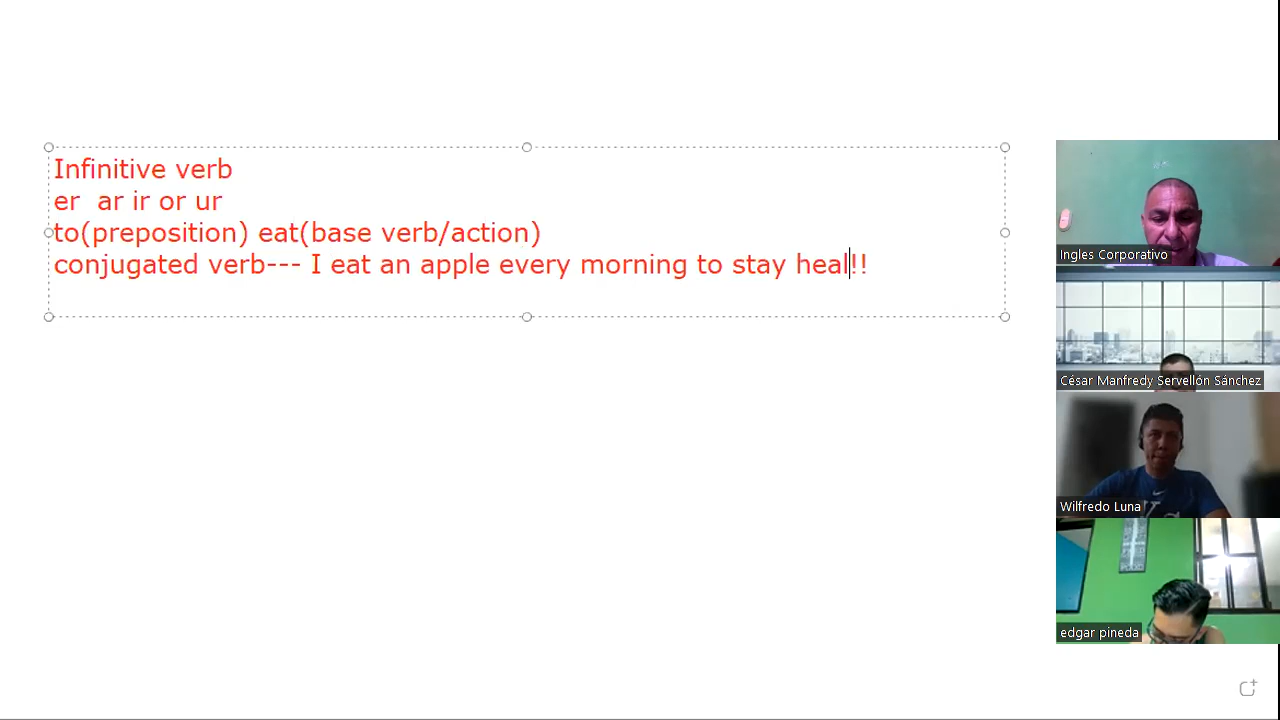 Infinitive verb
er ar ir or ur
to(preposition) eat(base verb/action)
conjugated verb--- I eat an apple every morning to stay heal!!
Ingles Corporativo
César Manfredy Servellón Sánchez
Wilfredo Luna
edgar pineda